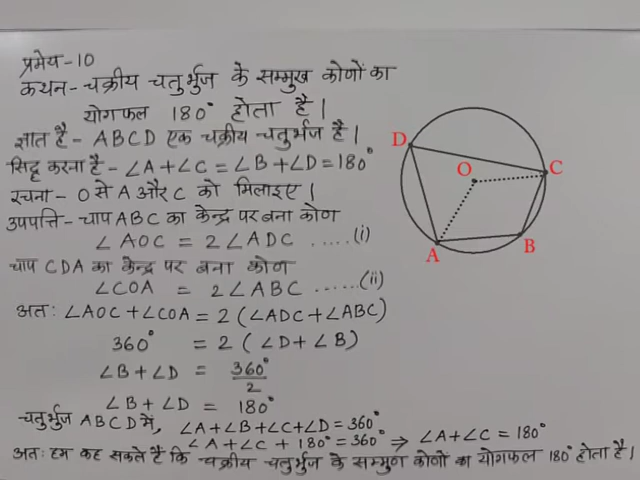 प्रमेय-10
कथन- चक्रीय चतुर्भुज के सम्मुख कोणों का
योगफल 180° होता है।
ज्ञात है- ABCD एक चक्रीय चतुर्भुज है।
सिद्ध करना है- ∠A+∠C = ∠B+∠D = 180°
रचना- O से A और C को मिलाइए।
उपपत्ति- चाप ABC का केन्द्र पर बना कोण
∠AOC = 2∠ADC .....(i)
चाप CDA का केन्द्र पर बना कोण
∠COA = 2∠ABC ......(ii)
अतः ∠AOC+∠COA = 2(∠ADC+∠ABC)
360° = 2(∠D+∠B)
∠B+∠D = 360°/2
∠B+∠D = 180°
चतुर्भुज ABCD में, ∠A+∠B+∠C+∠D=360°
∠A+∠C+180°=360° ⇒ ∠A+∠C = 180°
अतः हम कह सकते है कि चक्रीय चतुर्भुज के सम्मुण कोणों का योगफल 180° होता है।
D
C
O
A
B